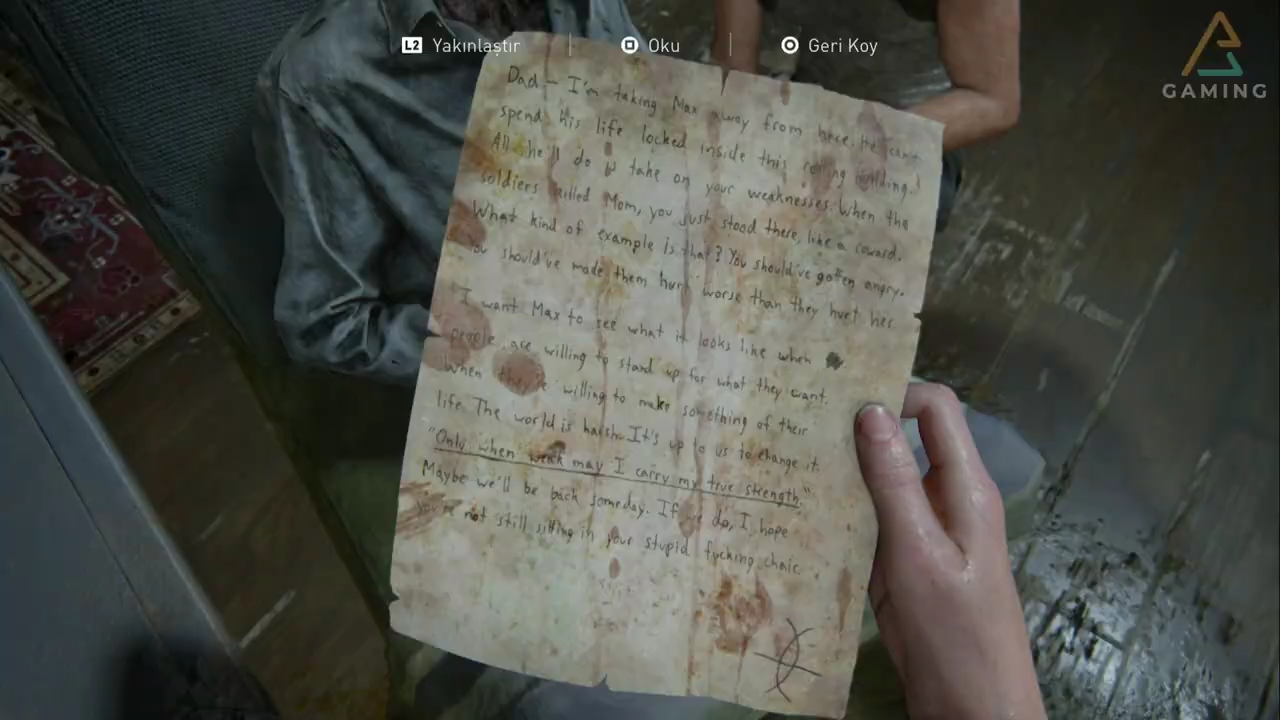 L2 Yakınlaştır
Oku
Geri Koy
GAMING
Dad - I'm taking Max away from here. He can't
spend his life locked inside this rotting building!
All he'll do is take on your weaknesses. When the
soldiers killed Mom, you just stood there, like a coward.
What kind of example is that? You should've gotten angry.
You should've made them hurt worse than they hurt her.
I want Max to see what it looks like when
people are willing to stand up for what they want.
When they're willing to make something of their
life. The world is harsh. It's up to us to change it.
"Only when weak may I carry my true strength."
Maybe we'll be back someday. If we do, I hope
you're not still sitting in your stupid fucking chair.